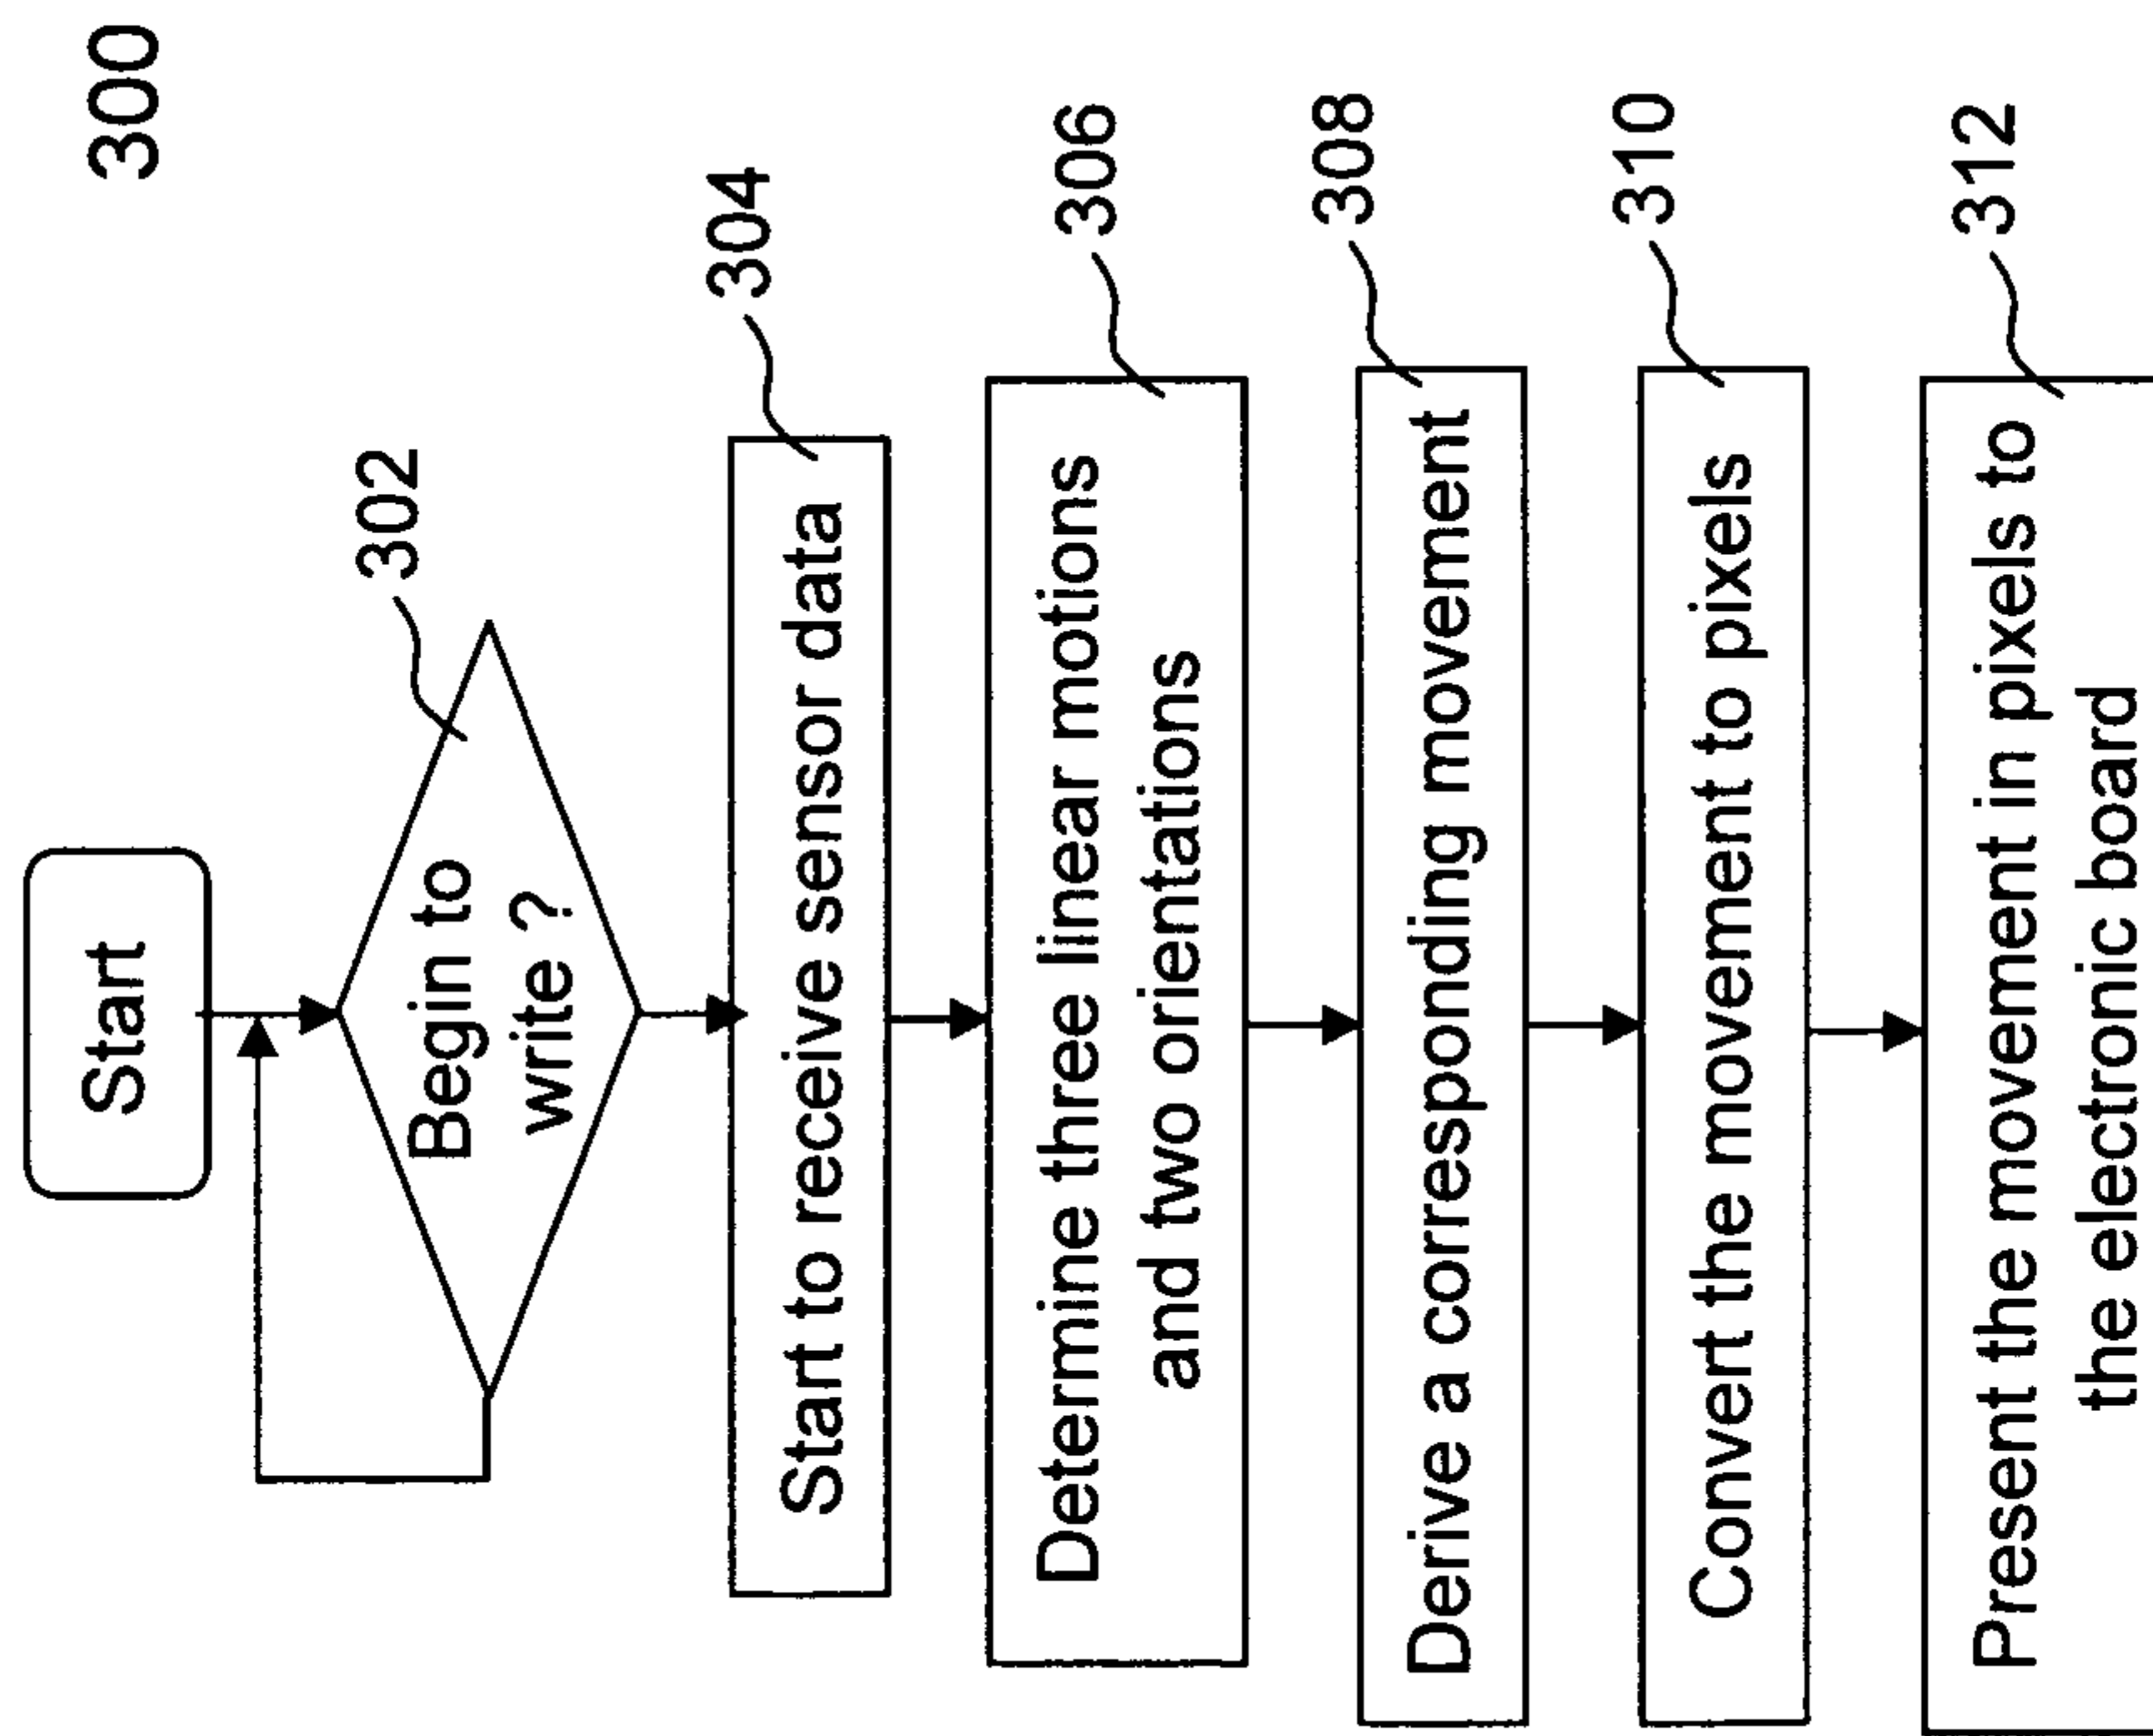 300
Start
302
Begin to
write ?
304
Start to receive sensor data
306
Determine three linear motions
and two orientations
308
Derive a corresponding movement
310
Convert the movement to pixels
312
Present the movement in pixels to
the electronic board